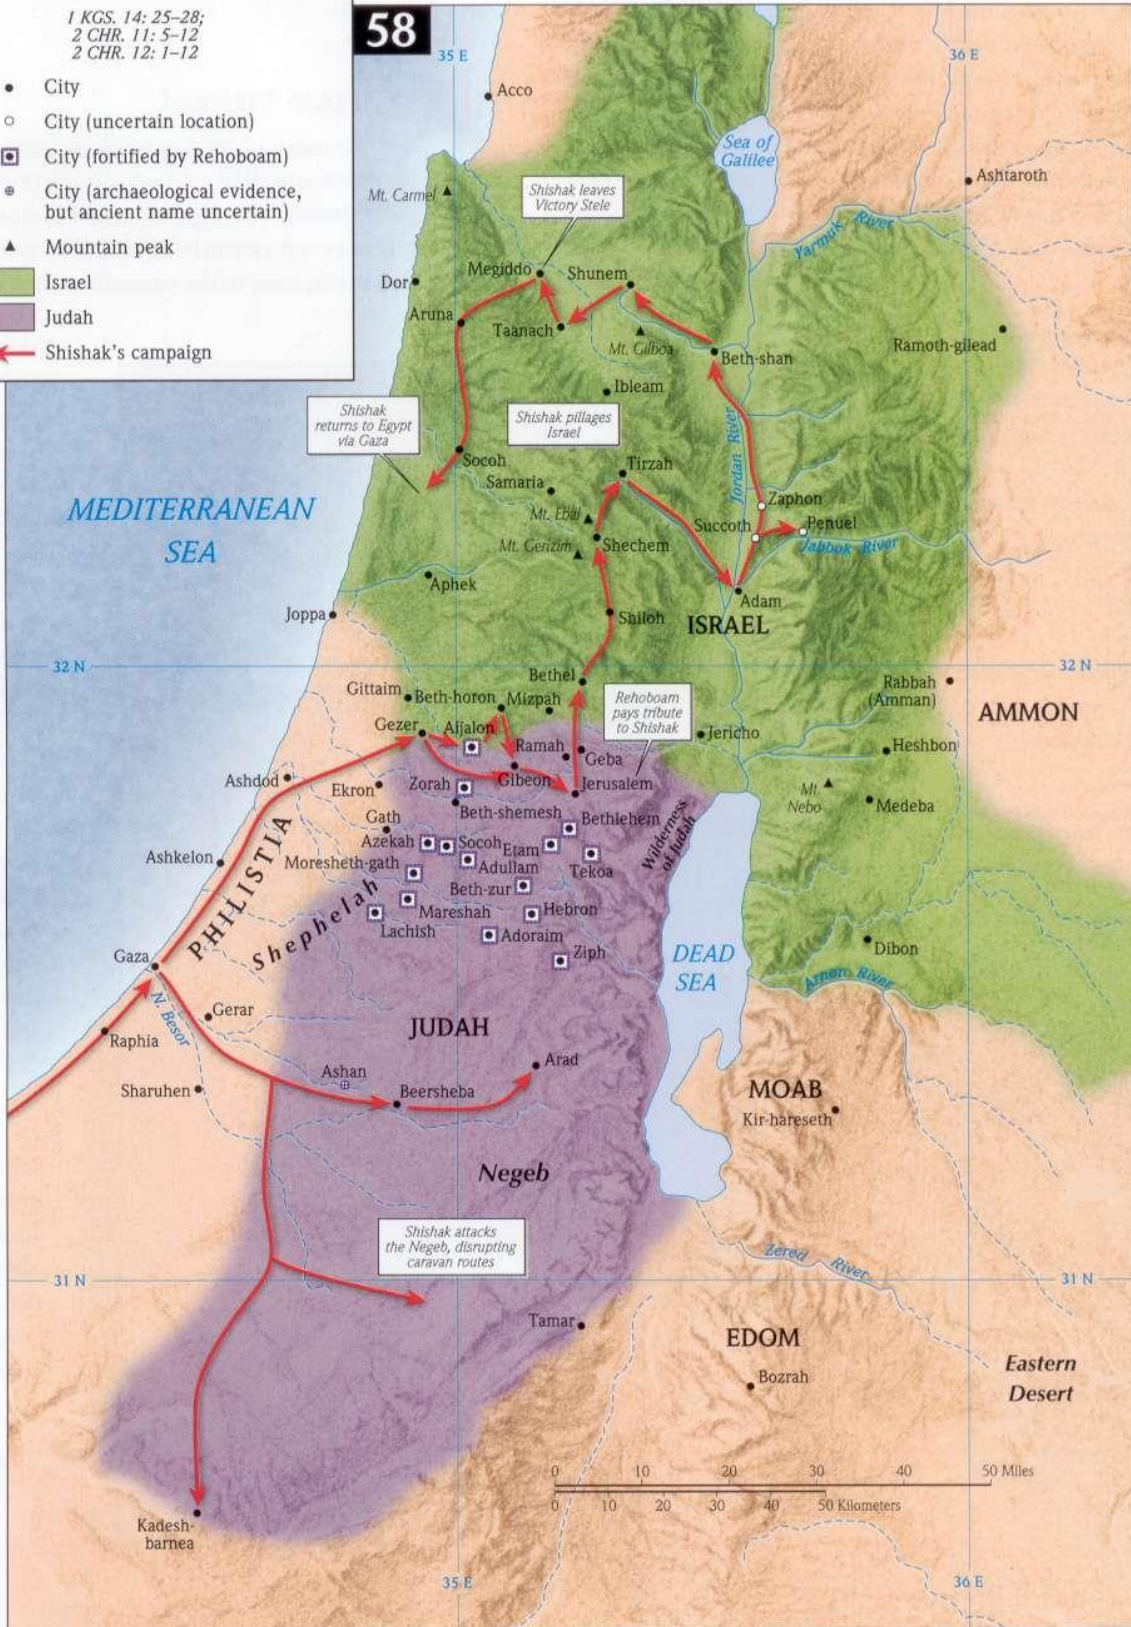 1 KGS. 14: 25–28;
2 CHR. 11: 5–12
2 CHR. 12: 1–12
City
City (uncertain location)
City (fortified by Rehoboam)
City (archaeological evidence,
but ancient name uncertain)
Mountain peak
Israel
Judah
Shishak's campaign
58
35 E
36 E
Acco
Sea of
Galilee
Ashtaroth
Mt. Carmel
Shishak leaves
Victory Stele
Yarmuk River
Megiddo
Shunem
Dor
Aruna
Taanach
Mt. Gilboa
Beth-shan
Ramoth-gilead
Ibleam
Shishak
returns to Egypt
via Gaza
Shishak pillages
Israel
Jordan River
Socoh
Tirzah
Samaria
MEDITERRANEAN
SEA
Mt. Ebal
Zaphon
Succoth
Penuel
Mt. Gerizim
Shechem
Jabbok River
Aphek
Adam
Joppa
Shiloh
ISRAEL
32 N
32 N
Bethel
Gittaim
Beth-horon
Mizpah
Rehoboam
pays tribute
to Shishak
Rabbah
(Amman)
AMMON
Gezer
Aijalon
Ramah
Geba
Jericho
Heshbon
Ashdod
Ekron
Zorah
Gibeon
Jerusalem
Mt.
Nebo
Medeba
Beth-shemesh
Bethlehem
Gath
Azekah
Socoh
Etam
Wilderness
of Judah
Ashkelon
Moresheth-gath
Adullam
Tekoa
PHILISTIA
Shephelah
Beth-zur
Mareshah
Hebron
Lachish
Adoraim
Gaza
Ziph
DEAD
SEA
Dibon
Arnon River
N. Besor
Gerar
JUDAH
Raphia
Arad
Ashan
Sharuhen
Beersheba
MOAB
Kir-hareseth
Negeb
Shishak attacks
the Negeb, disrupting
caravan routes
Zered River
31 N
31 N
Tamar
EDOM
Eastern
Desert
Bozrah
0 10 20 30 40 50 Miles
0 10 20 30 40 50 Kilometers
Kadesh-
barnea
35 E
36 E